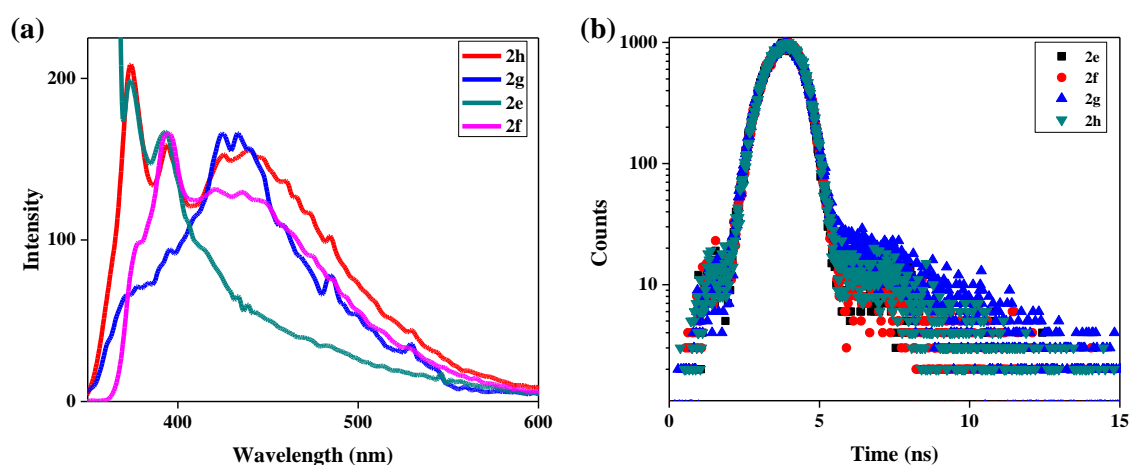 (a)
200
100
0
400
500
600
Intensity
Wavelength (nm)
2h
2g
2e
2f
(b)
1000
100
10
0
5
10
15
Counts
Time (ns)
2e
2f
2g
2h